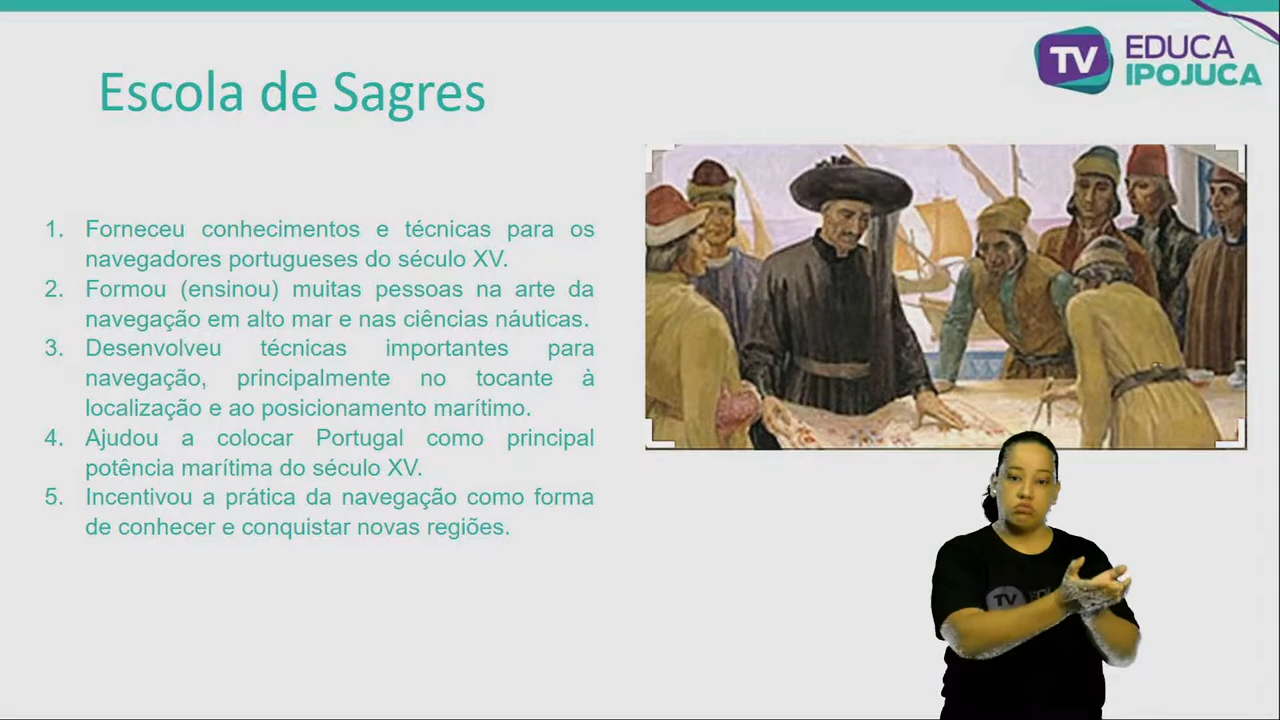 TV EDUCA
IPOJUCA
Escola de Sagres
1. Forneceu conhecimentos e técnicas para os
navegadores portugueses do século XV.
2. Formou (ensinou) muitas pessoas na arte da
navegação em alto mar e nas ciências náuticas.
3. Desenvolveu técnicas importantes para
navegação, principalmente no tocante à
localização e ao posicionamento marítimo.
4. Ajudou a colocar Portugal como principal
potência marítima do século XV.
5. Incentivou a prática da navegação como forma
de conhecer e conquistar novas regiões.
TV